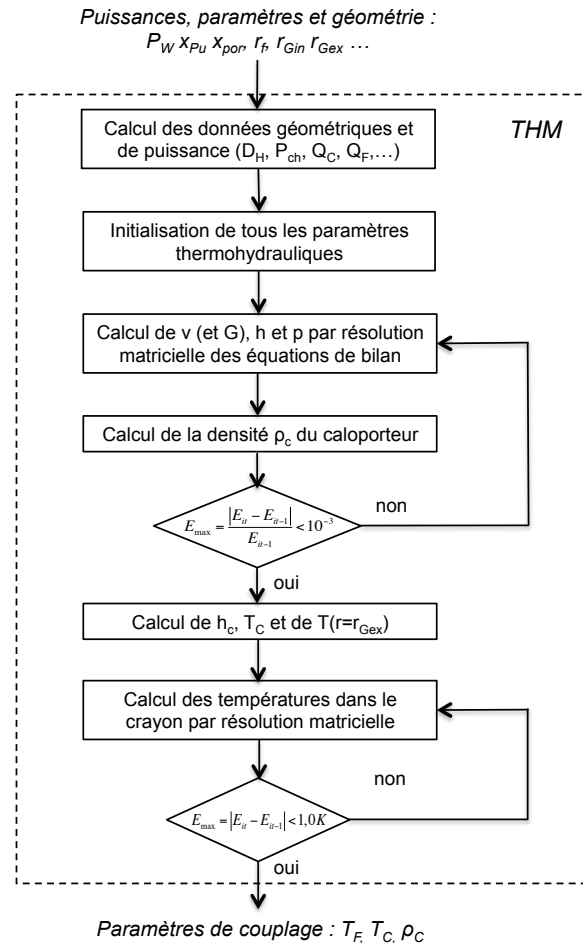 Puissances, paramètres et géométrie :
P_W x_Pu x_por, r_f, r_Gin r_Gex ...
THM
Calcul des données géométriques et
de puissance (D_H, P_ch, Q_C, Q_F,...)
Initialisation de tous les paramètres
thermohydrauliques
Calcul de v (et G), h et p par résolution
matricielle des équations de bilan
Calcul de la densité ρ_c du caloporteur
E_max = |E_it − E_it−1| / E_it−1 < 10^−3
non
oui
Calcul de h_c, T_C et de T(r=r_Gex)
Calcul des températures dans le
crayon par résolution matricielle
non
E_max = |E_it − E_it−1| < 1,0K
oui
Paramètres de couplage : T_F, T_C, ρ_C